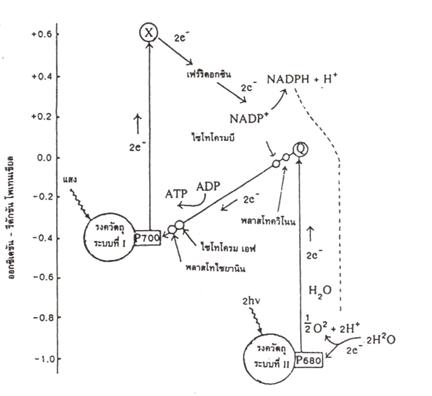 +0.6
+0.4
+0.2
0.0
−0.2
−0.4
−0.6
−0.8
−1.0
ออกซิเดชัน - รีดักชัน โพเทนเชียล
X
2e⁻
เฟร์ริดอกซิน
2e⁻
NADPH + H⁺
NADP⁺
2e⁻
ไซโทโครมบี
Q
แสง
ATP
ADP
2e⁻
พลาสโทควิโนน
รงควัตถุ
ระบบที่ I
P700
ไซโทโครม เอฟ
พลาสโทไซยานิน
2e⁻
H₂O
2hν
½O² + 2H⁺
2e⁻
2H²O
รงควัตถุ
ระบบที่ II
P680